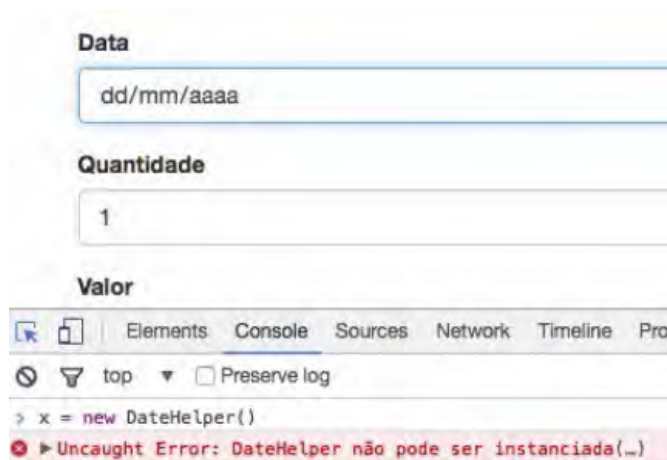 Data
dd/mm/aaaa
Quantidade
1
Valor
Elements Console Sources Network Timeline Pro
top ▼ Preserve log
> x = new DateHelper()
▶Uncaught Error: DateHelper não pode ser instanciada(…)